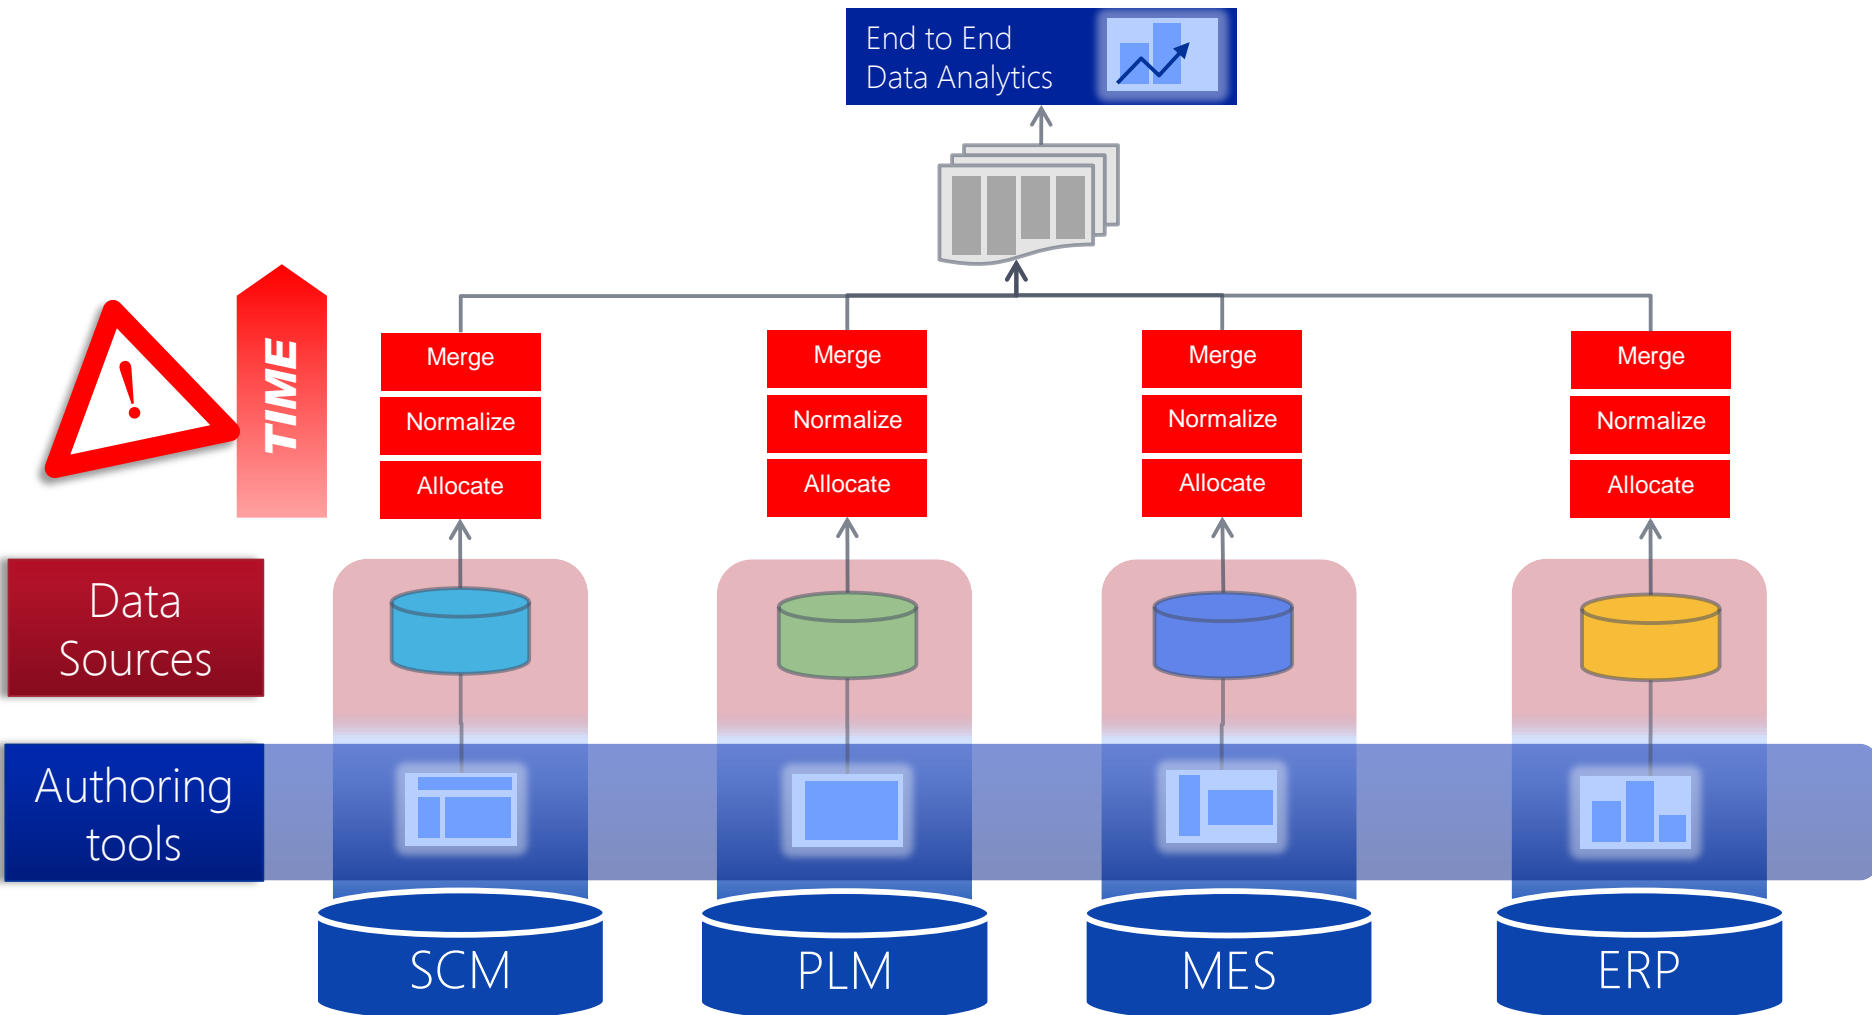 End to End
Data Analytics
!
TIME
Merge
Normalize
Allocate
Merge
Normalize
Allocate
Merge
Normalize
Allocate
Merge
Normalize
Allocate
Data
Sources
Authoring
tools
SCM
PLM
MES
ERP